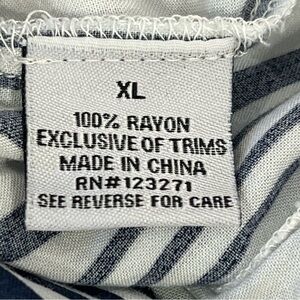 XL
100% RAYON
EXCLUSIVE OF TRIMS
MADE IN CHINA
RN#123271
SEE REVERSE FOR CARE